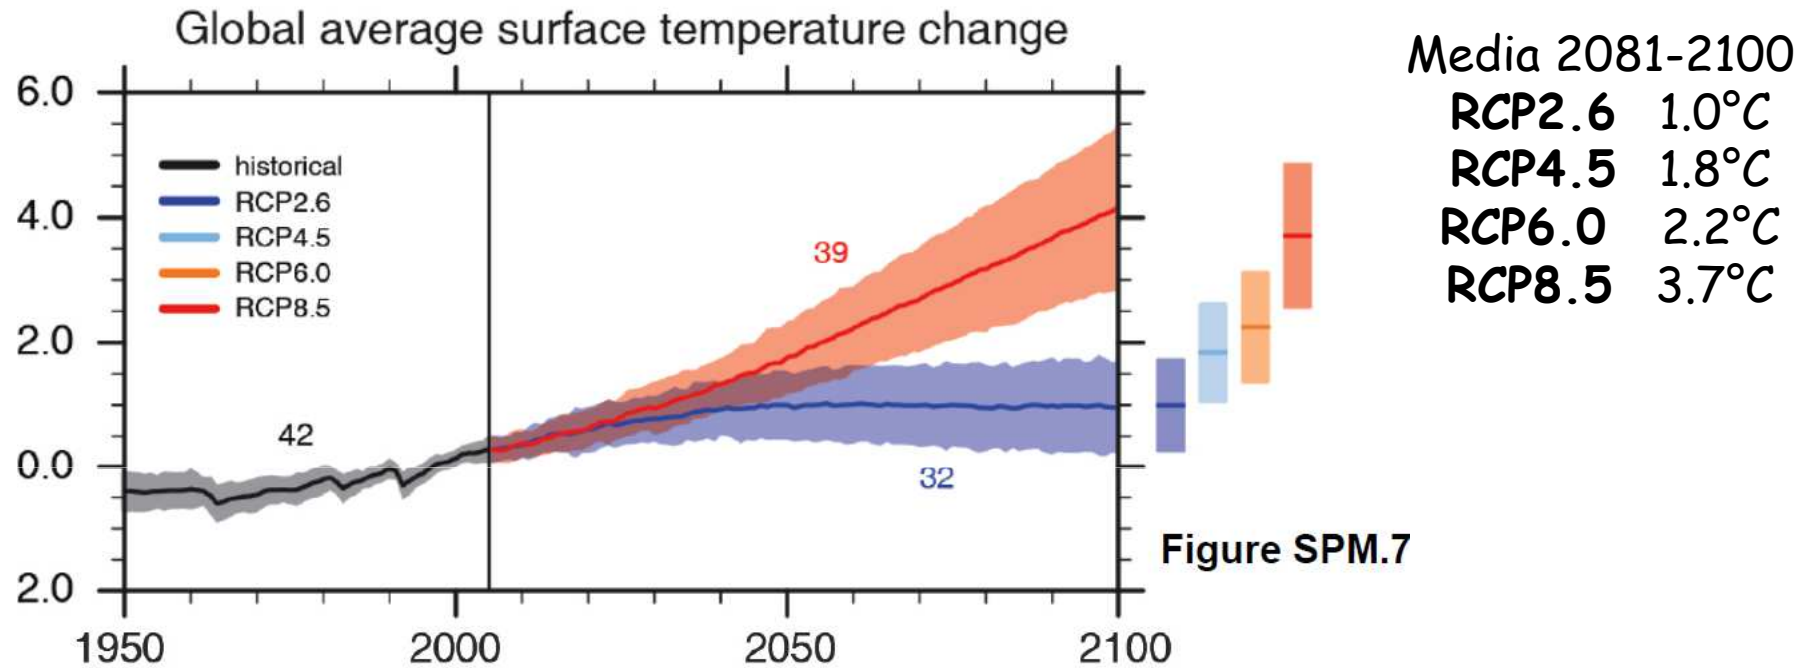 Global average surface temperature change
6.0
4.0
2.0
0.0
2.0
1950
2000
2050
2100
historical
RCP2.6
RCP4.5
RCP6.0
RCP8.5
42
39
32
Figure SPM.7
Media 2081-2100
RCP2.6 1.0°C
RCP4.5 1.8°C
RCP6.0 2.2°C
RCP8.5 3.7°C